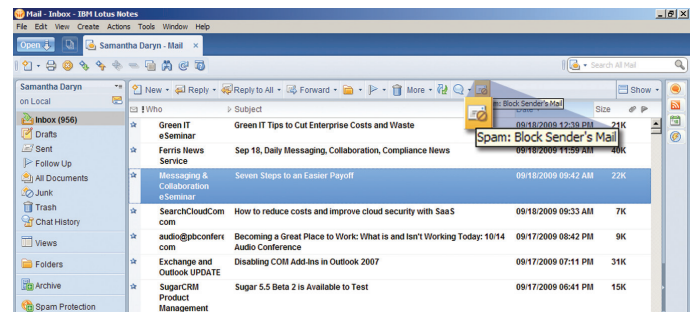 Mail - Inbox - IBM Lotus Notes
File Edit View Create Actions Tools Window Help
Open
Samantha Daryn - Mail ×
Search All Mail
Samantha Daryn
on Local
New Reply Reply to All Forward More Show
! Who Subject Date Size
Inbox (956)
Drafts
Sent
Follow Up
All Documents
Junk
Trash
Chat History
Views
Folders
Archive
Spam Protection
Spam: Block Sender's Mail
Spam: Block Sender's Mail
Green IT eSeminar Green IT Tips to Cut Enterprise Costs and Waste 09/18/2009 12:39 PM 21K
Ferris News Service Sep 18, Daily Messaging, Collaboration, Compliance News 09/18/2009 11:59 AM 40K
Messaging & Collaboration eSeminar Seven Steps to an Easier Payoff 09/18/2009 09:42 AM 22K
SearchCloudCom com How to reduce costs and improve cloud security with SaaS 09/18/2009 09:33 AM 7K
audio@pbconfere com Becoming a Great Place to Work: What is and Isn't Working Today: 10/14 Audio Conference 09/17/2009 08:42 PM 9K
Exchange and Outlook UPDATE Disabling COM Add-Ins in Outlook 2007 09/17/2009 07:11 PM 31K
SugarCRM Product Management Sugar 5.5 Beta 2 is Available to Test 09/17/2009 06:41 PM 15K